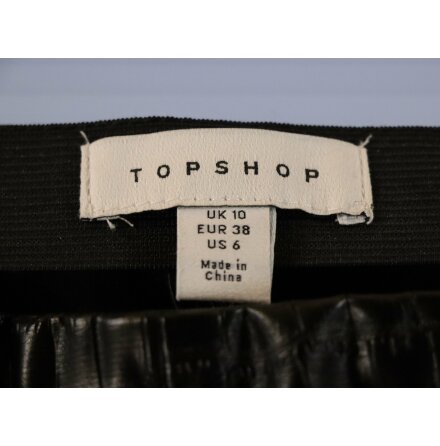 TOPSHOP
UK 10
EUR 38
US 6
Made in
China